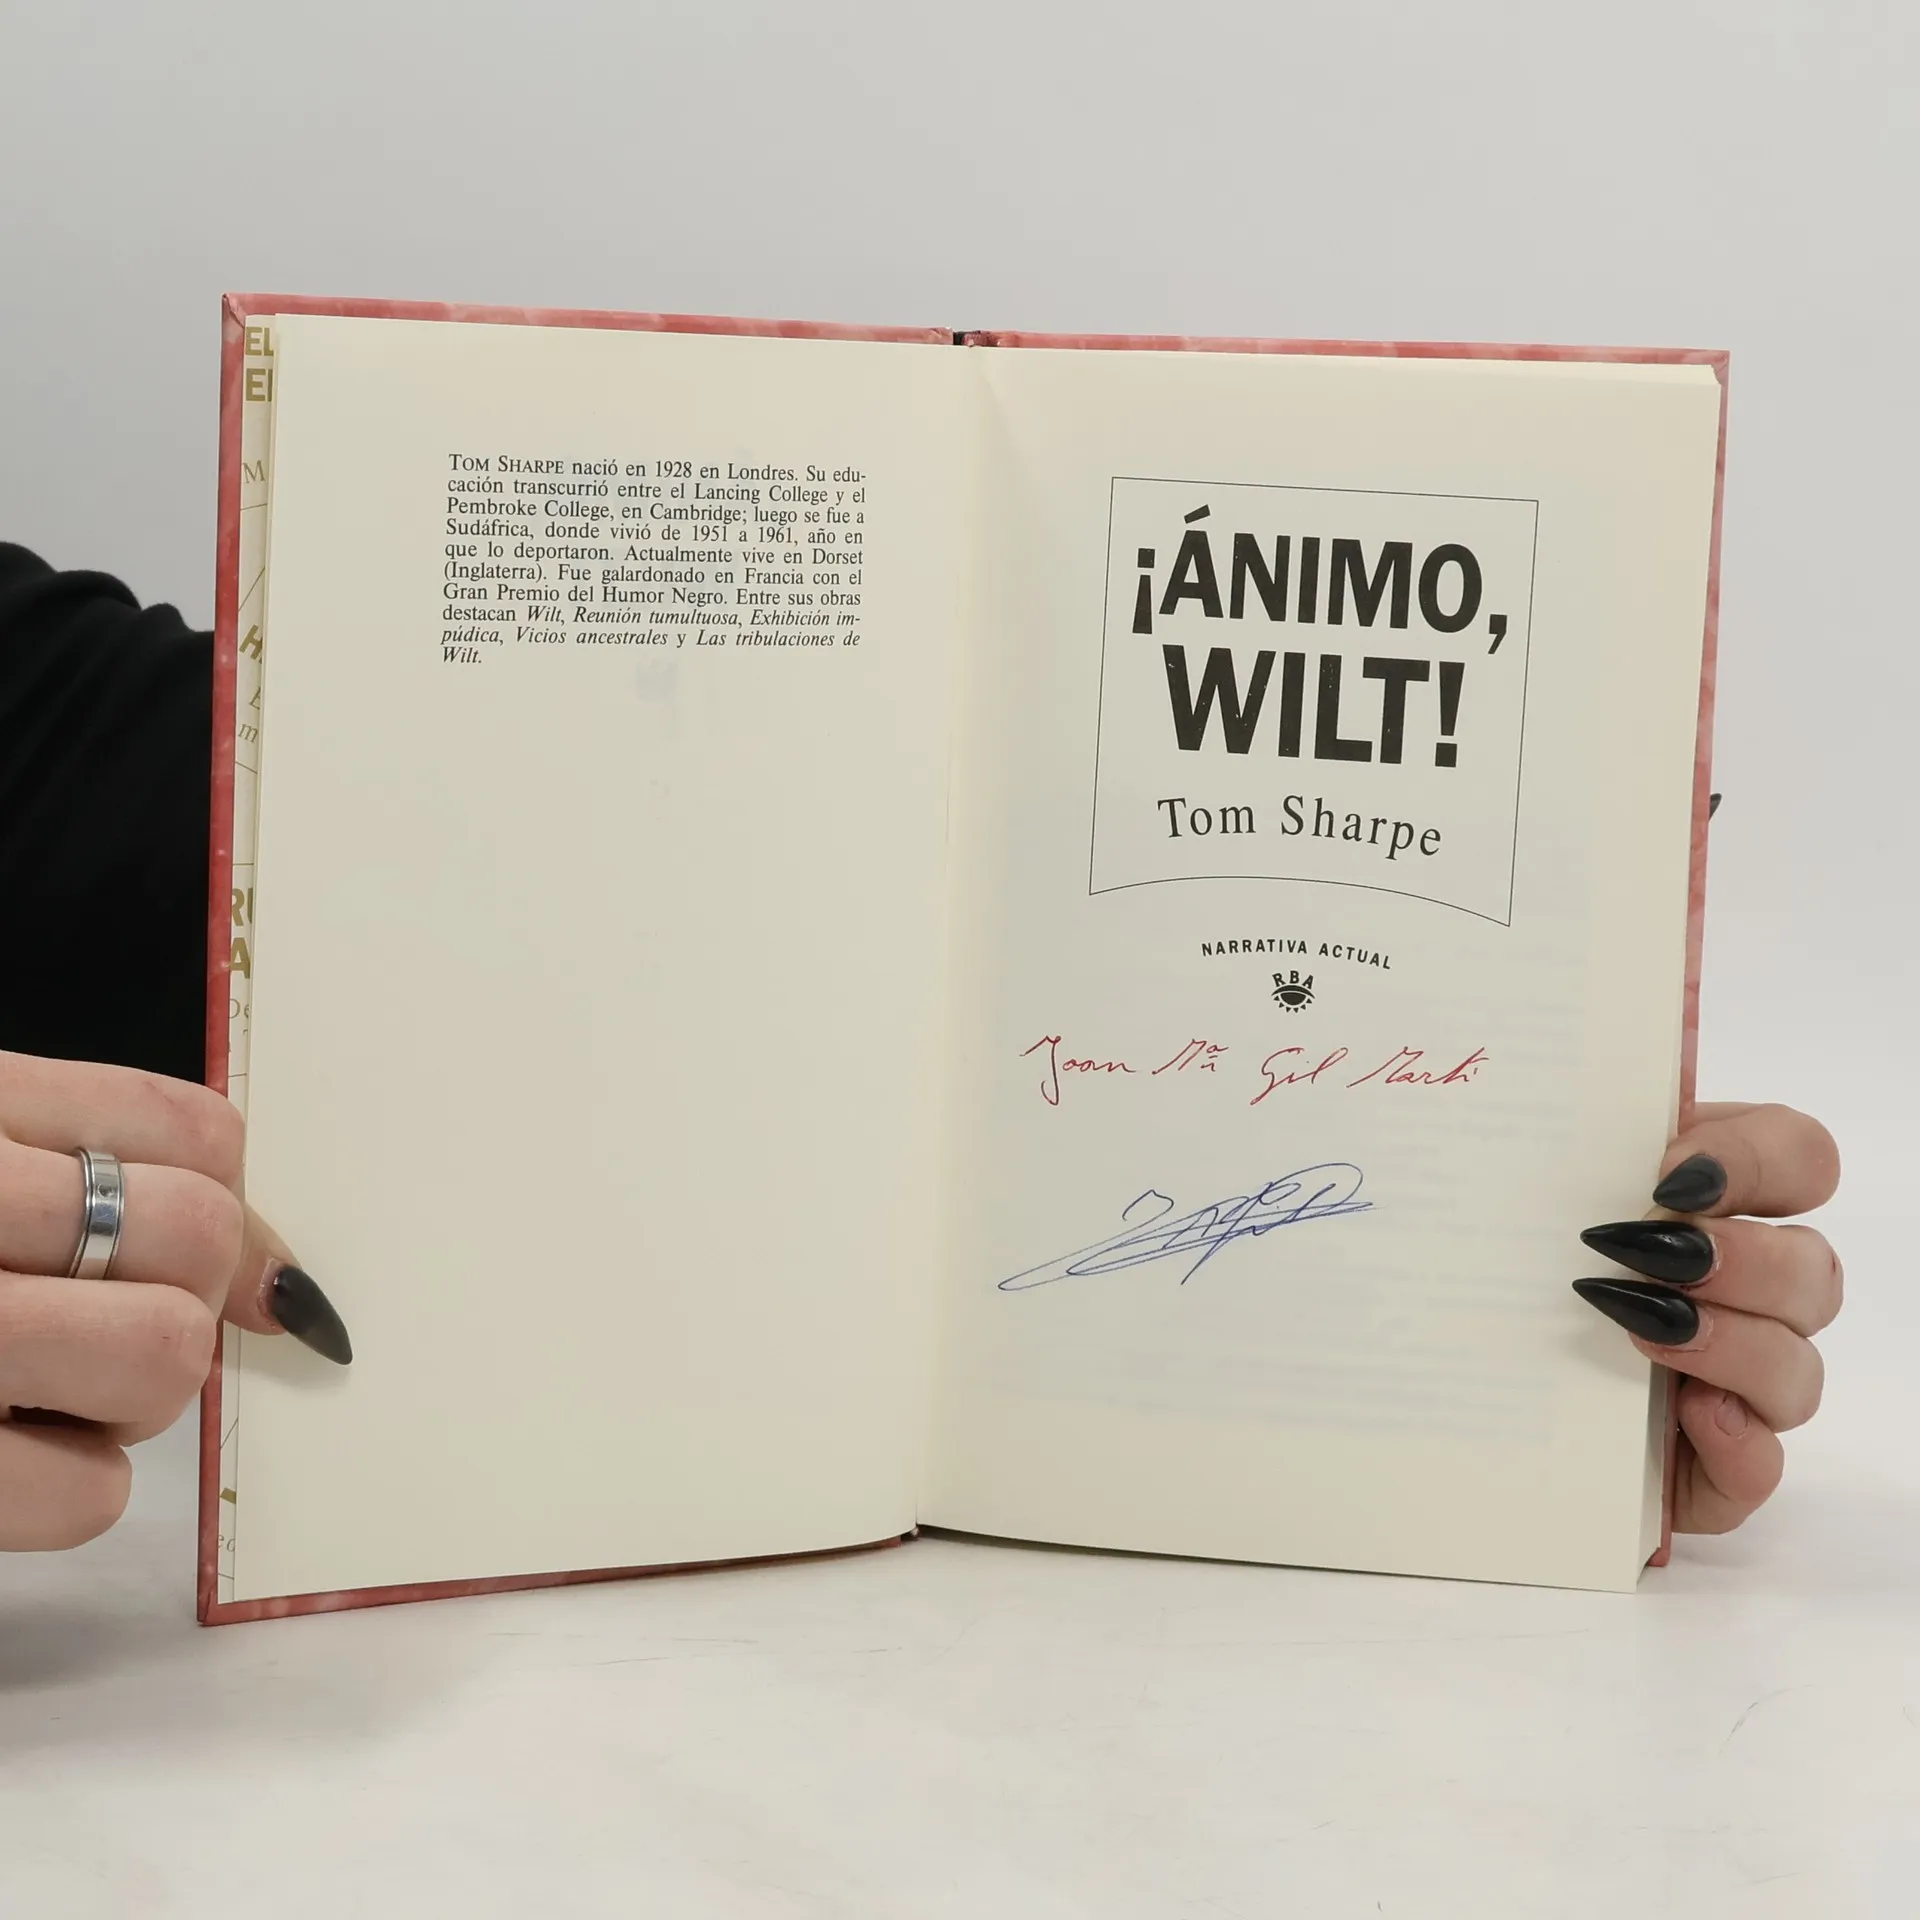 TOM SHARPE nació en 1928 en Londres. Su edu-
cación transcurrió entre el Lancing College y el
Pembroke College, en Cambridge; luego se fue a
Sudáfrica, donde vivió de 1951 a 1961, año en
que lo deportaron. Actualmente vive en Dorset
(Inglaterra). Fue galardonado en Francia con el
Gran Premio del Humor Negro. Entre sus obras
destacan Wilt, Reunión tumultuosa, Exhibición im-
púdica, Vicios ancestrales y Las tribulaciones de
Wilt.
¡ÁNIMO,
WILT!
Tom Sharpe
NARRATIVA ACTUAL
RBA
Joan Mª Gil Martí